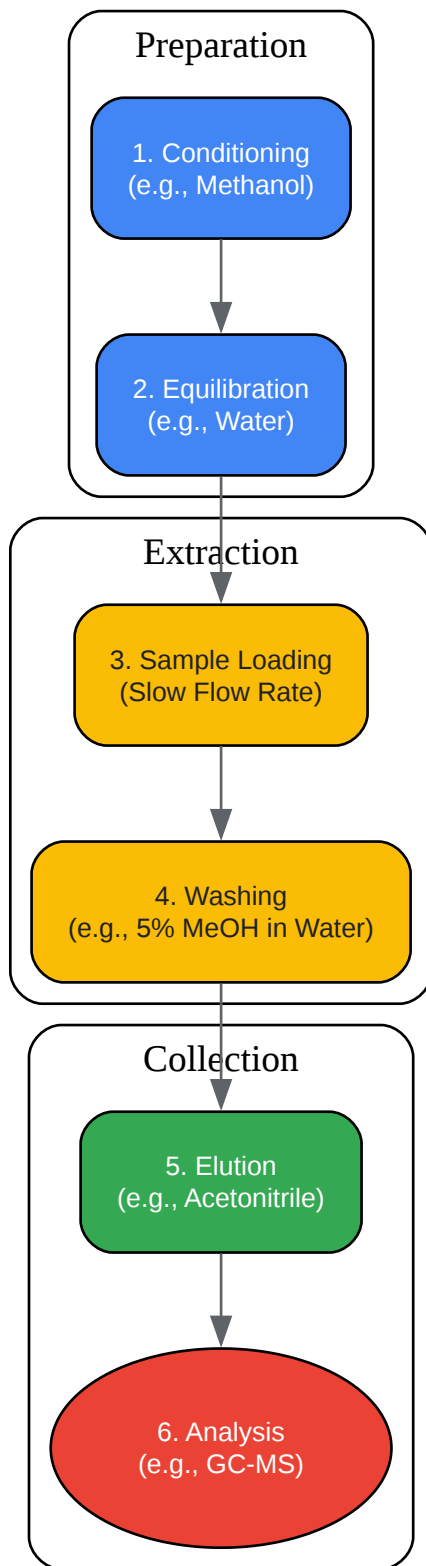 Preparation
1. Conditioning
(e.g., Methanol)
2. Equilibration
(e.g., Water)
Extraction
3. Sample Loading
(Slow Flow Rate)
4. Washing
(e.g., 5% MeOH in Water)
Collection
5. Elution
(e.g., Acetonitrile)
6. Analysis
(e.g., GC-MS)